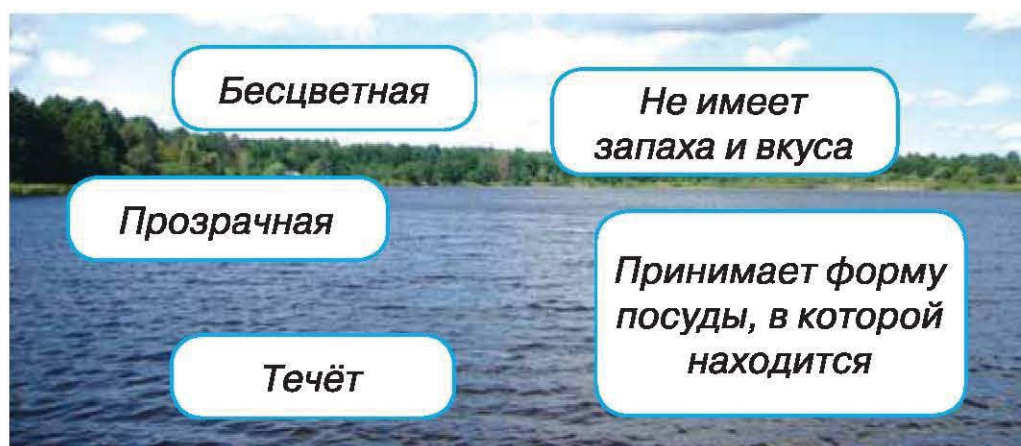 Бесцветная
Не имеет
запаха и вкуса
Прозрачная
Принимает форму
посуды, в которой
находится
Течёт